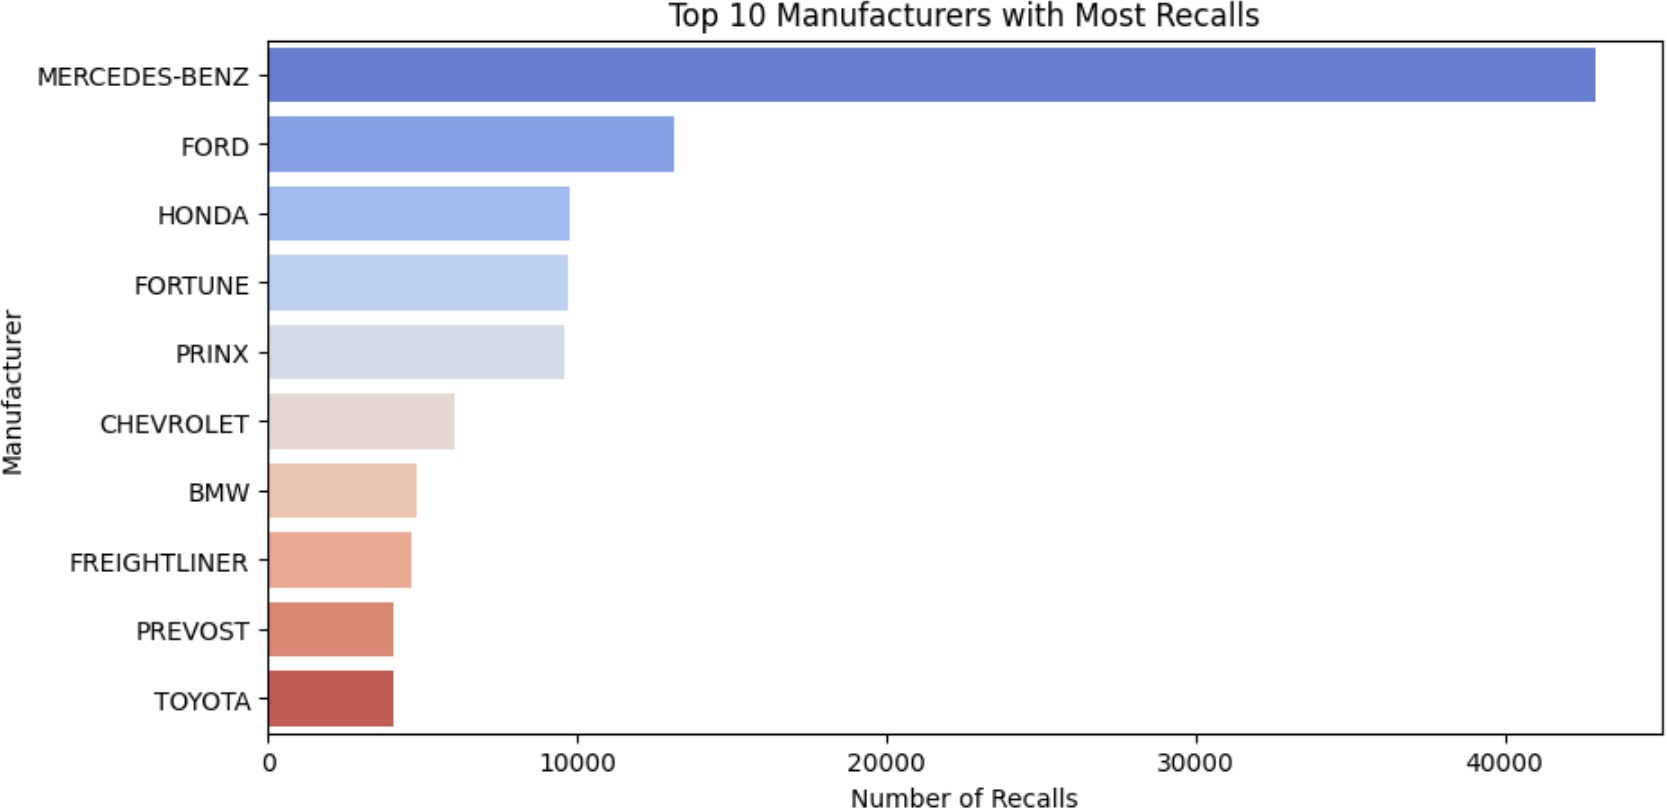 Top 10 Manufacturers with Most Recalls
MERCEDES-BENZ
FORD
HONDA
FORTUNE
PRINX
CHEVROLET
BMW
FREIGHTLINER
PREVOST
TOYOTA
Manufacturer
0 10000 20000 30000 40000
Number of Recalls